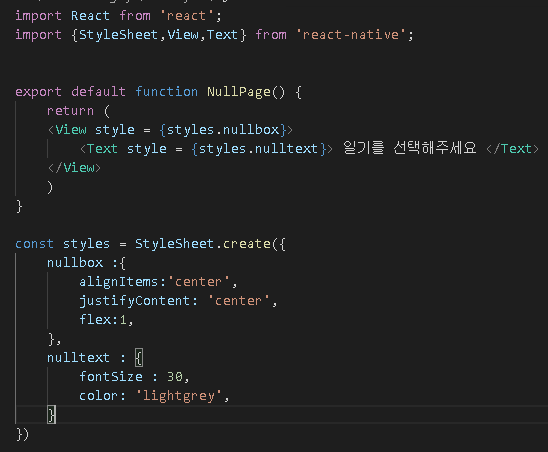 import React from 'react';
import {StyleSheet,View,Text} from 'react-native';
export default function NullPage() {
return (
<View style = {styles.nullbox}>
<Text style = {styles.nulltext}> 일기를 선택해주세요 </Text>
</View>
)
}
const styles = StyleSheet.create({
nullbox :{
alignItems:'center',
justifyContent: 'center',
flex:1,
},
nulltext : {
fontSize : 30,
color: 'lightgrey',
}
})